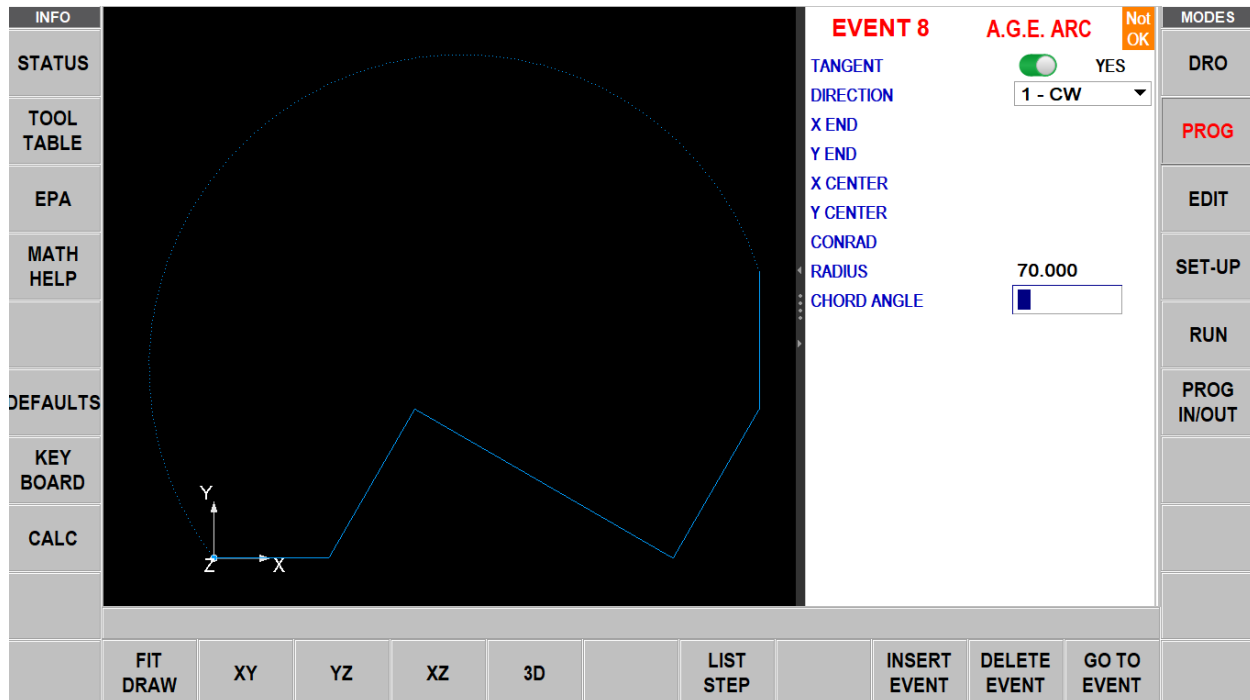 INFO
STATUS
TOOL
TABLE
EPA
MATH
HELP
DEFAULTS
KEY
BOARD
CALC
Y
Z
X
EVENT 8
A.G.E. ARC
Not
OK
TANGENT YES
DIRECTION 1 - CW
X END
Y END
X CENTER
Y CENTER
CONRAD
RADIUS 70.000
CHORD ANGLE
MODES
DRO
PROG
EDIT
SET-UP
RUN
PROG
IN/OUT
FIT
DRAW
XY
YZ
XZ
3D
LIST
STEP
INSERT
EVENT
DELETE
EVENT
GO TO
EVENT